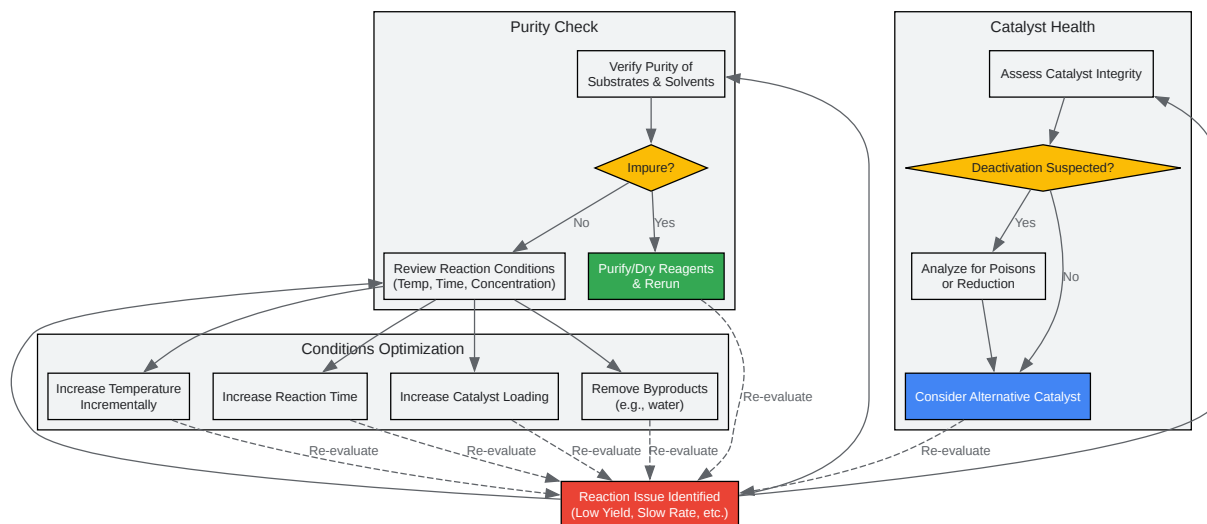 Purity Check
Catalyst Health
Verify Purity of
Substrates & Solvents
Assess Catalyst Integrity
Impure?
Deactivation Suspected?
No
Yes
Yes
No
Review Reaction Conditions
(Temp, Time, Concentration)
Purify/Dry Reagents
& Rerun
Analyze for Poisons
or Reduction
Conditions Optimization
Increase Temperature
Incrementally
Increase Reaction Time
Increase Catalyst Loading
Remove Byproducts
(e.g., water)
Re-evaluate
Consider Alternative Catalyst
Re-evaluate
Re-evaluate
Re-evaluate
Re-evaluate
Re-evaluate
Reaction Issue Identified
(Low Yield, Slow Rate, etc.)